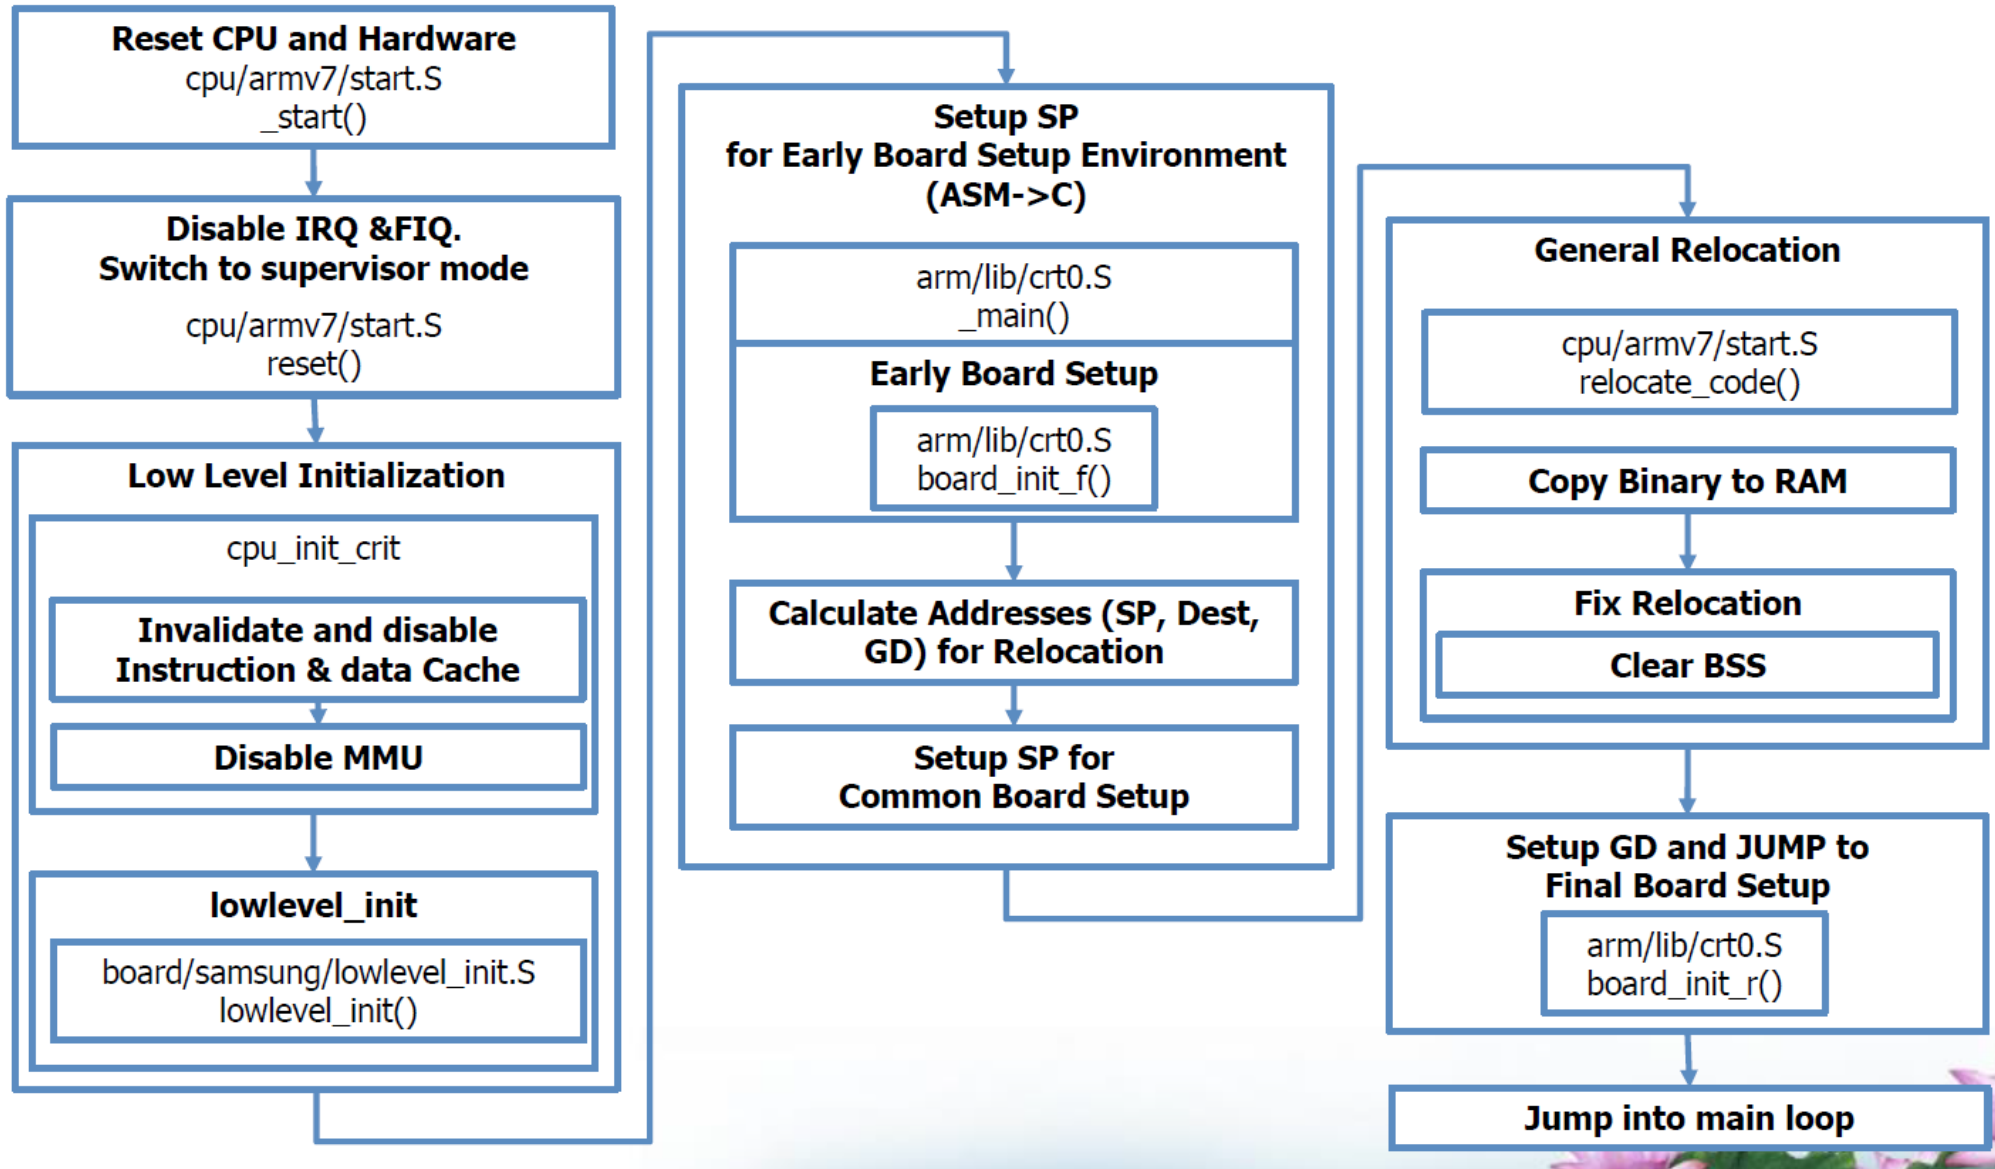 Reset CPU and Hardware
cpu/armv7/start.S
_start()
Disable IRQ &FIQ.
Switch to supervisor mode
cpu/armv7/start.S
reset()
Low Level Initialization
cpu_init_crit
Invalidate and disable
Instruction & data Cache
Disable MMU
lowlevel_init
board/samsung/lowlevel_init.S
lowlevel_init()
Setup SP
for Early Board Setup Environment
(ASM->C)
arm/lib/crt0.S
_main()
Early Board Setup
arm/lib/crt0.S
board_init_f()
Calculate Addresses (SP, Dest,
GD) for Relocation
Setup SP for
Common Board Setup
General Relocation
cpu/armv7/start.S
relocate_code()
Copy Binary to RAM
Fix Relocation
Clear BSS
Setup GD and JUMP to
Final Board Setup
arm/lib/crt0.S
board_init_r()
Jump into main loop